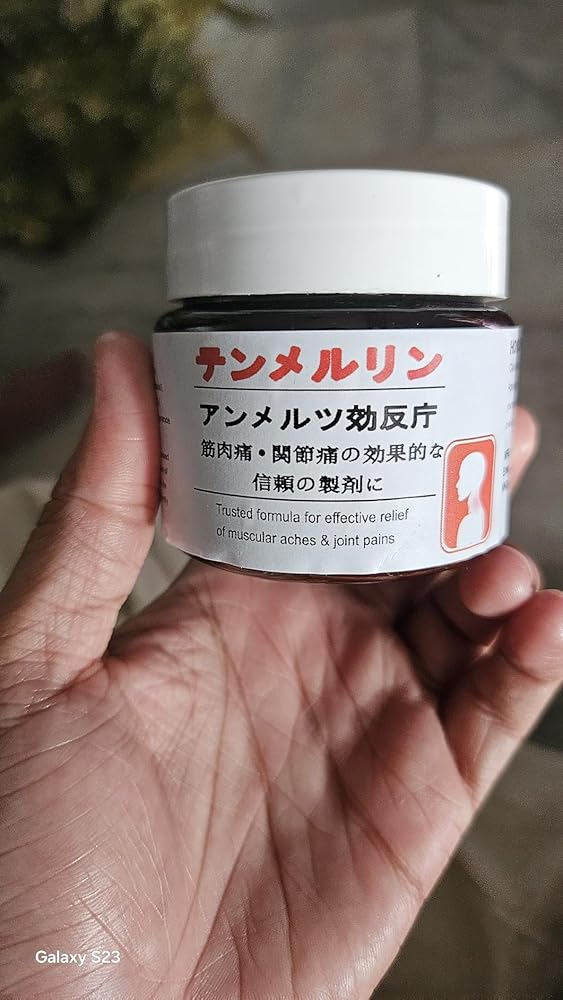 テンメルリン
アンメルツ効反庁
筋肉痛・関節痛の効果的な
信頼の製剤に
Trusted formula for effective relief
of muscular aches & joint pains
Galaxy S23